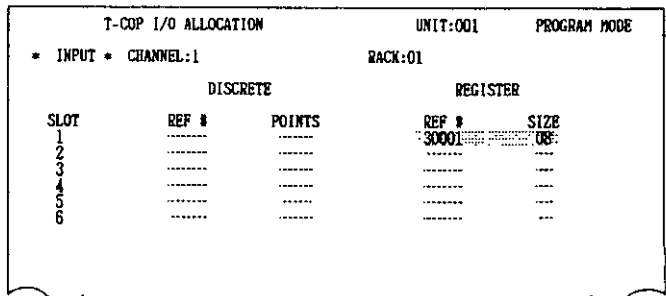 T-COP I/O ALLOCATION UNIT:001 PROGRAM MODE
* INPUT * CHANNEL:1 RACK:01
DISCRETE REGISTER
SLOT REF # POINTS REF # SIZE
1 ------- ------- 30001 08
2 ------- ------- ------- ---
3 ------- ------- ------- ---
4 ------- ------- ------- ---
5 ------- ------ ------- ---
6 ------- ------- ------- ---